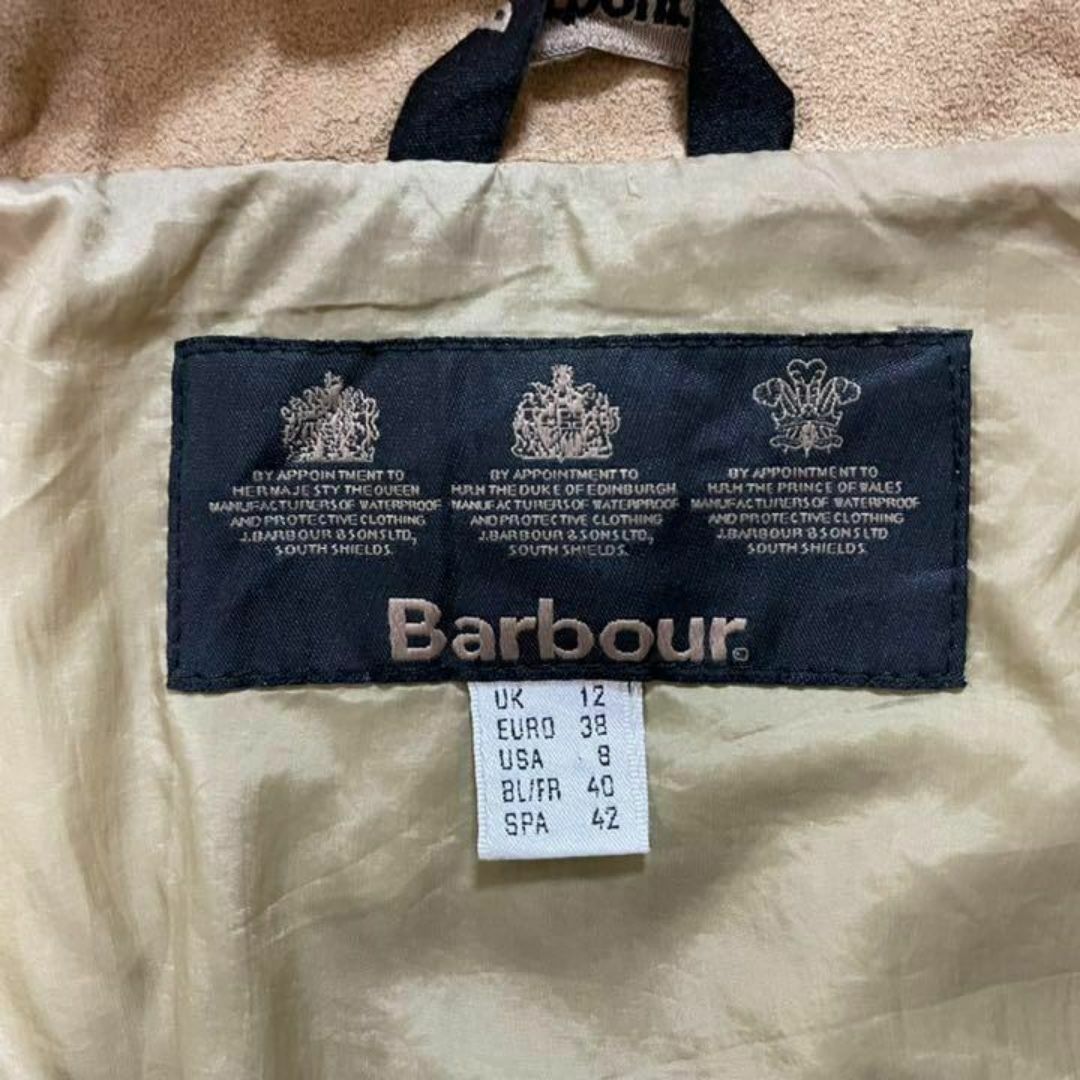 BY APPOINTMENT TO
HER MAJESTY THE QUEEN
MANUFACTURERS OF WATERPROOF
AND PROTECTIVE CLOTHING
J.BARBOUR & SONS LTD,
SOUTH SHIELDS.
BY APPOINTMENT TO
H.R.H THE DUKE OF EDINBURGH
MANUFACTURERS OF WATERPROOF
AND PROTECTIVE CLOTHING
J.BARBOUR & SONS LTD,
SOUTH SHIELDS.
BY APPOINTMENT TO
H.R.H THE PRINCE OF WALES
MANUFACTURERS OF WATERPROOF
AND PROTECTIVE CLOTHING
J.BARBOUR & SONS LTD
SOUTH SHIELDS.
Barbour®
UK 12
EURO 38
USA 8
BL/FR 40
SPA 42